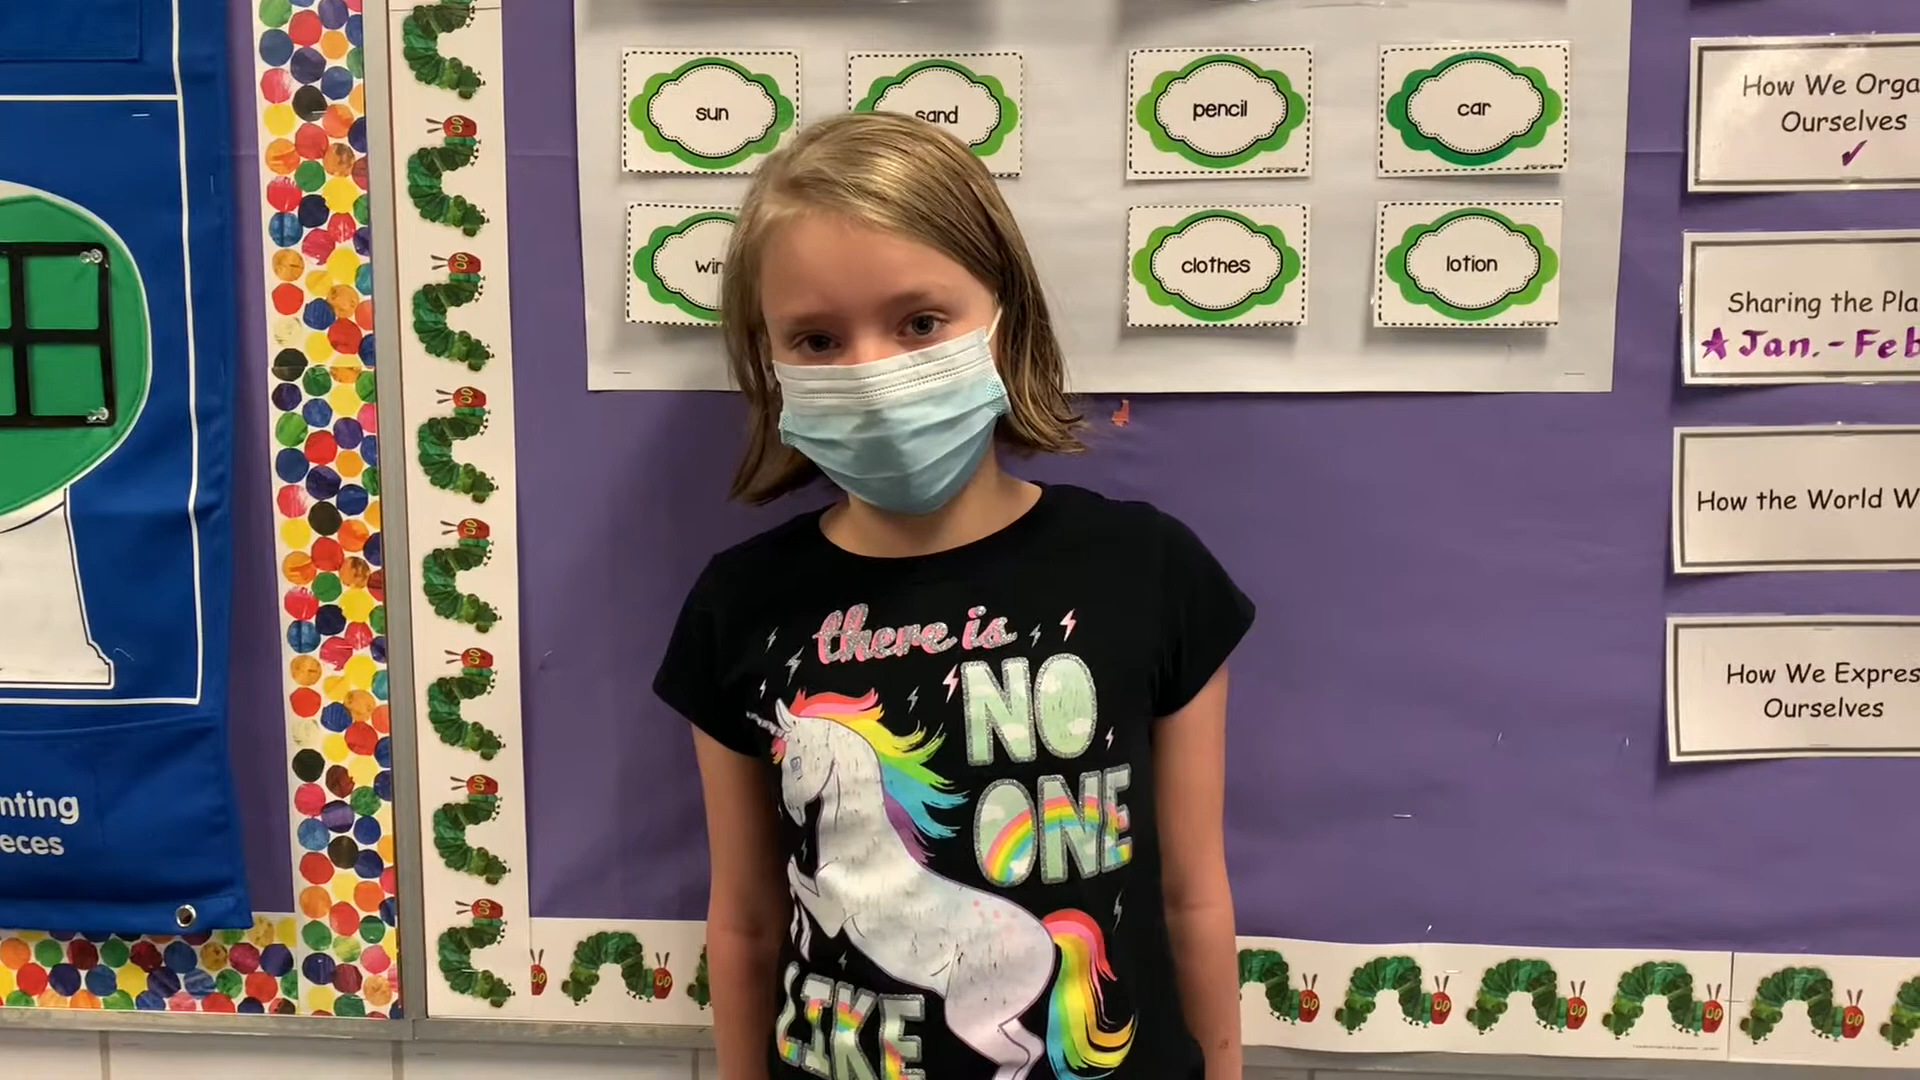 sun
sand
pencil
car
clothes
lotion
How We Orga
Ourselves
✓
Sharing the Pla
★ Jan. - Feb
How the World W
How We Expres
Ourselves
nting
eces
there is
NO
ONE
LIKE